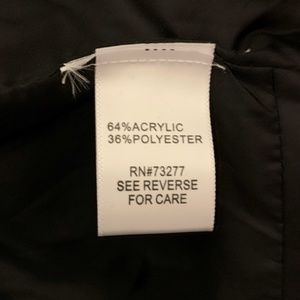 64%ACRYLIC
36%POLYESTER
RN#73277
SEE REVERSE
FOR CARE